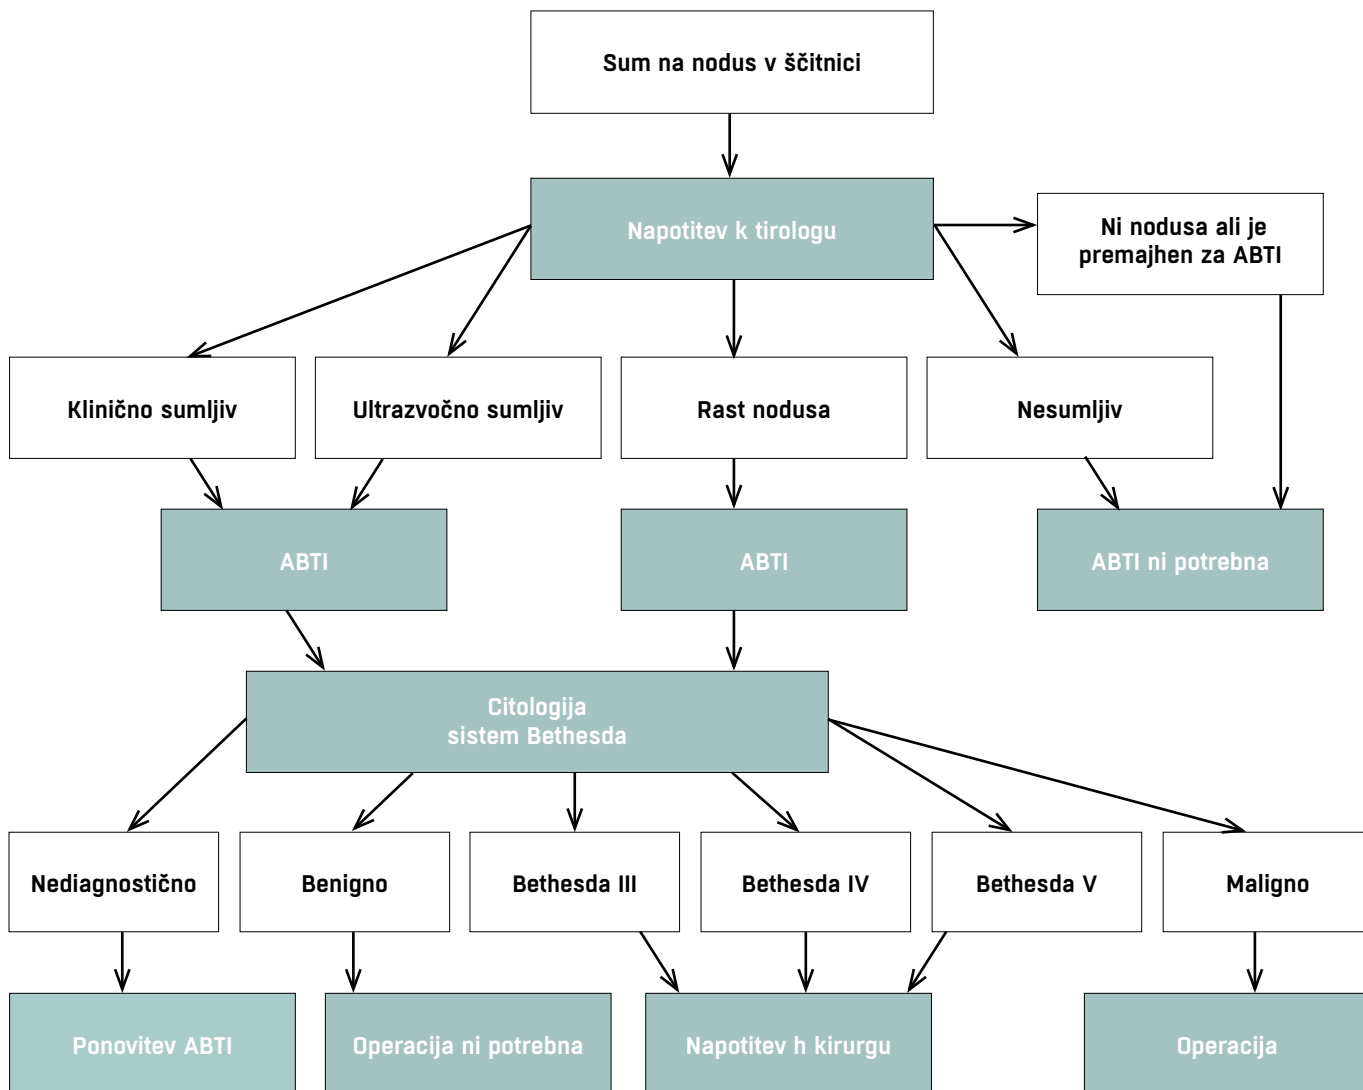 Sum na nodus v ščitnici
Napotitev k tirologu
Ni nodusa ali je
premajhen za ABTI
Klinično sumljiv
Ultrazvočno sumljiv
Rast nodusa
Nesumljiv
ABTI
ABTI
ABTI ni potrebna
Citologija
sistem Bethesda
Nediagnostično
Benigno
Bethesda III
Bethesda IV
Bethesda V
Maligno
Ponovitev ABTI
Operacija ni potrebna
Napotitev h kirurgu
Operacija